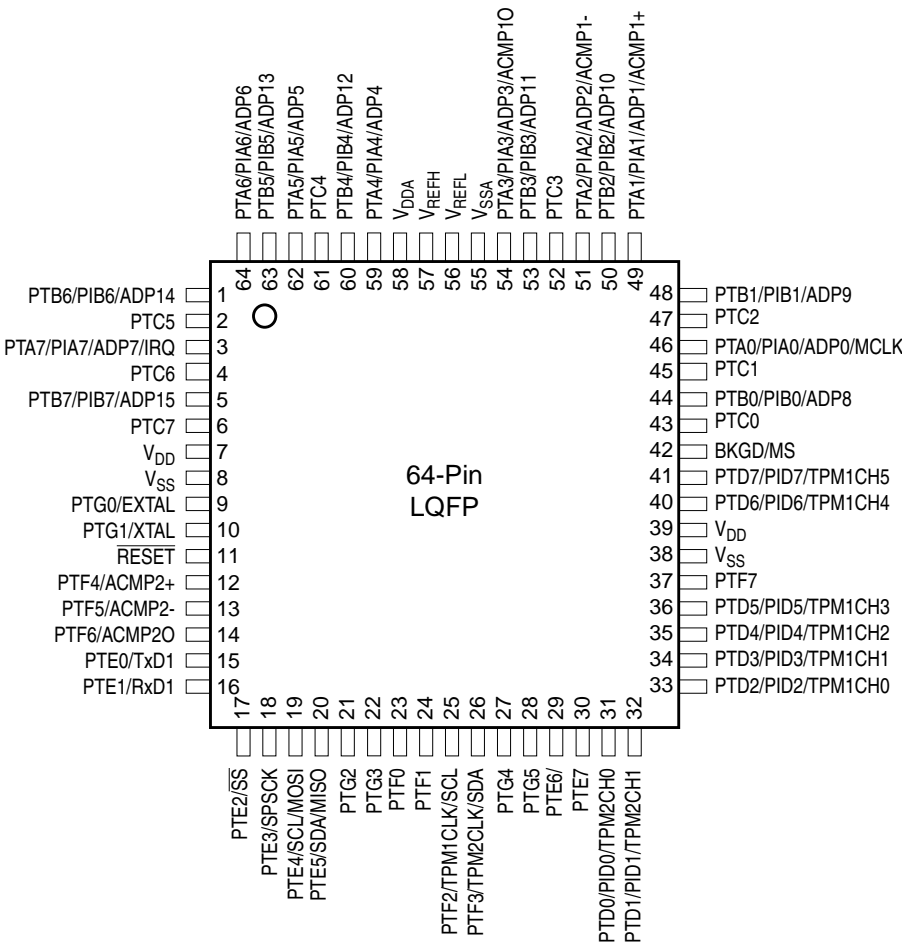 PTA6/PIA6/ADP6
PTB5/PIB5/ADP13
PTA5/PIA5/ADP5
PTC4
PTB4/PIB4/ADP12
PTA4/PIA4/ADP4
VDDA
VREFH
VREFL
VSSA
PTA3/PIA3/ADP3/ACMP1O
PTB3/PIB3/ADP11
PTC3
PTA2/PIA2/ADP2/ACMP1-
PTB2/PIB2/ADP10
PTA1/PIA1/ADP1/ACMP1+
64
63
62
61
60
59
58
57
56
55
54
53
52
51
50
49
PTB6/PIB6/ADP14 1
PTC5 2
PTA7/PIA7/ADP7/IRQ 3
PTC6 4
PTB7/PIB7/ADP15 5
PTC7 6
VDD 7
VSS 8
PTG0/EXTAL 9
PTG1/XTAL 10
RESET 11
PTF4/ACMP2+ 12
PTF5/ACMP2- 13
PTF6/ACMP2O 14
PTE0/TxD1 15
PTE1/RxD1 16
64-Pin
LQFP
48 PTB1/PIB1/ADP9
47 PTC2
46 PTA0/PIA0/ADP0/MCLK
45 PTC1
44 PTB0/PIB0/ADP8
43 PTC0
42 BKGD/MS
41 PTD7/PID7/TPM1CH5
40 PTD6/PID6/TPM1CH4
39 VDD
38 VSS
37 PTF7
36 PTD5/PID5/TPM1CH3
35 PTD4/PID4/TPM1CH2
34 PTD3/PID3/TPM1CH1
33 PTD2/PID2/TPM1CH0
17
18
19
20
21
22
23
24
25
26
27
28
29
30
31
32
PTE2/SS
PTE3/SPSCK
PTE4/SCL/MOSI
PTE5/SDA/MISO
PTG2
PTG3
PTF0
PTF1
PTF2/TPM1CLK/SCL
PTF3/TPM2CLK/SDA
PTG4
PTG5
PTE6/
PTE7
PTD0/PID0/TPM2CH0
PTD1/PID1/TPM2CH1